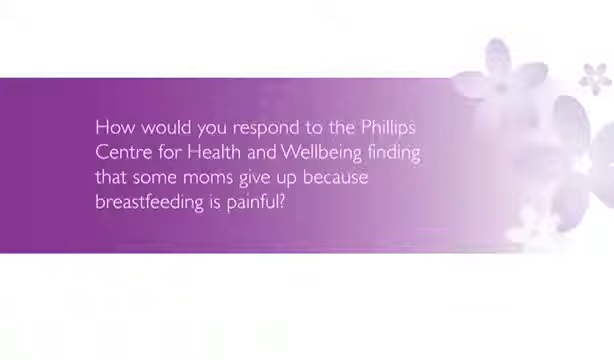 How would you respond to the Phillips
Centre for Health and Wellbeing finding
that some moms give up because
breastfeeding is painful?